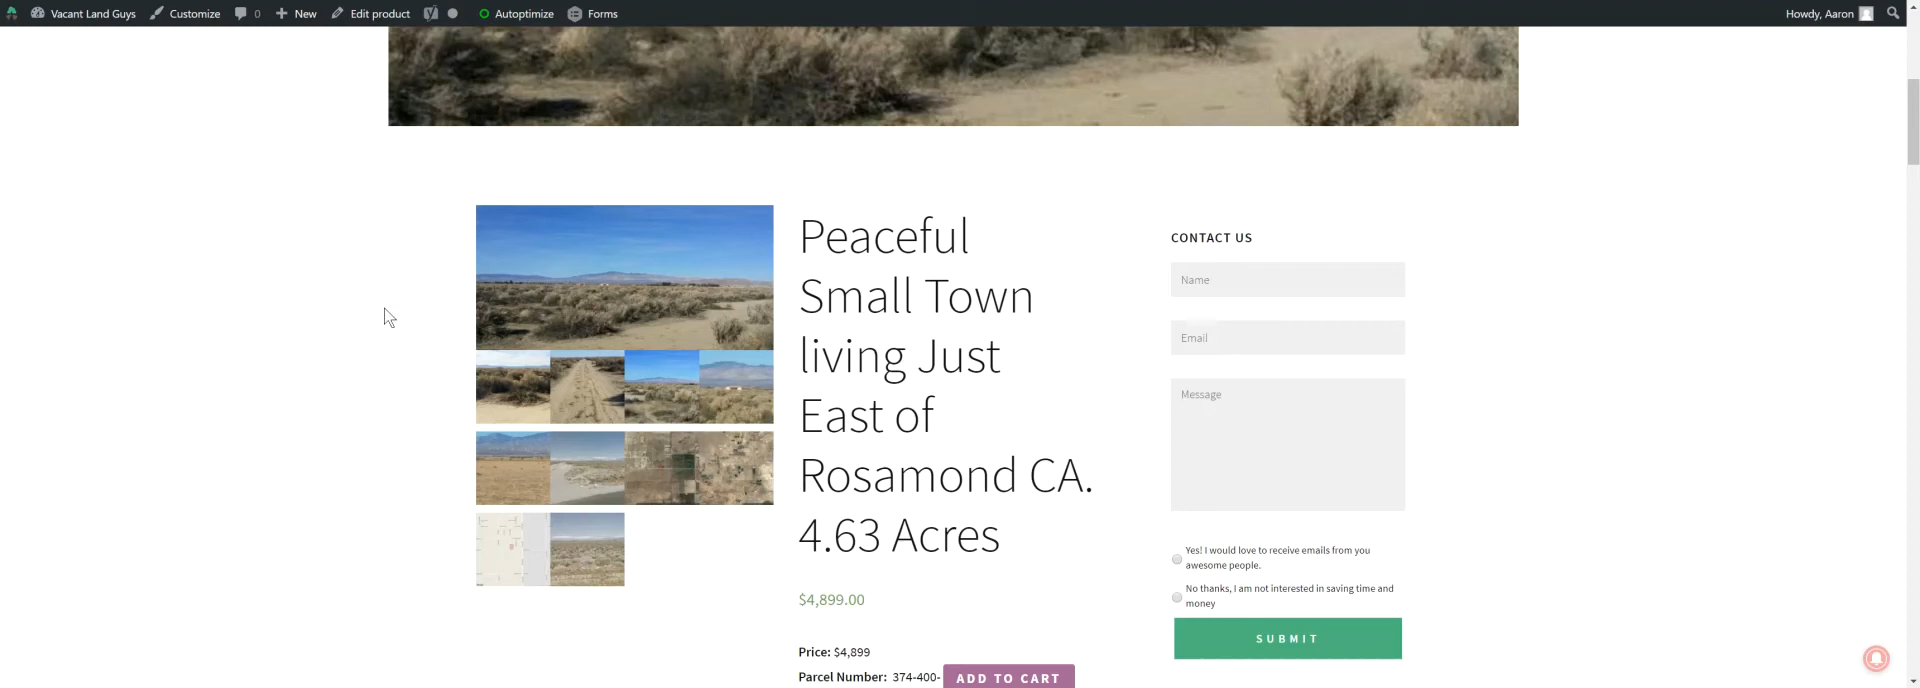 Vacant Land Guys Customize 0 New Edit product Autoptimize Forms Howdy, Aaron
Peaceful
Small Town
living Just
East of
Rosamond CA.
4.63 Acres
$4,899.00
Price: $4,899
Parcel Number: 374-400-
ADD TO CART
CONTACT US
Name
Email
Message
Yes! I would love to receive emails from you
awesome people.
No thanks, I am not interested in saving time and
money
SUBMIT